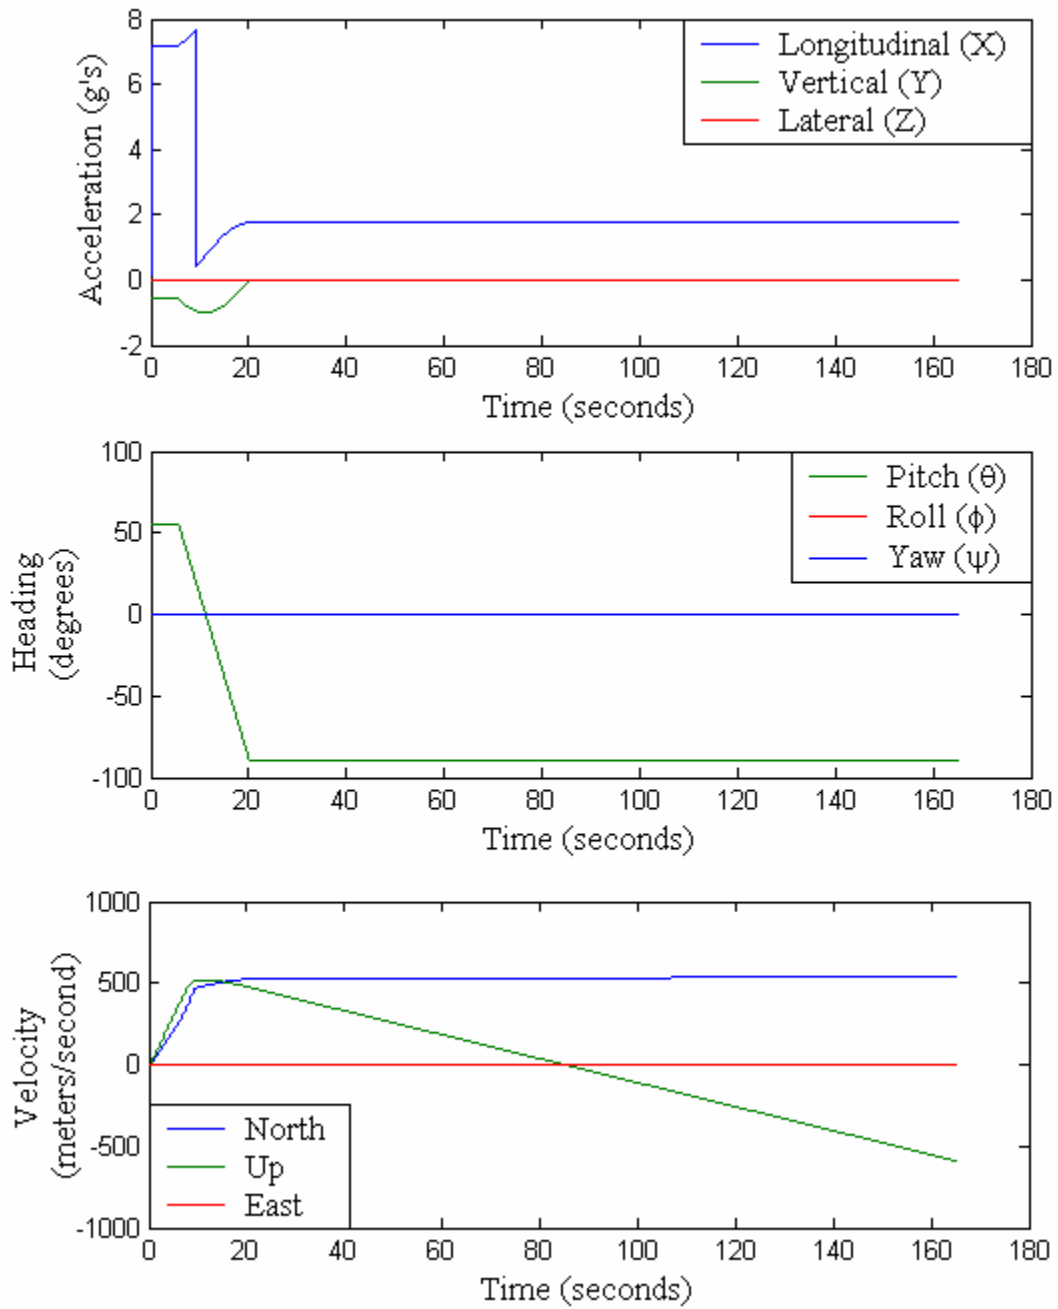 8
6
4
2
0
-2
Acceleration (g's)
Longitudinal (X)
Vertical (Y)
Lateral (Z)
0 20 40 60 80 100 120 140 160 180
Time (seconds)
100
50
0
-50
-100
Heading
(degrees)
Pitch (θ)
Roll (ϕ)
Yaw (ψ)
0 20 40 60 80 100 120 140 160 180
Time (seconds)
1000
500
0
-500
-1000
Velocity
(meters/second)
North
Up
East
0 20 40 60 80 100 120 140 160 180
Time (seconds)